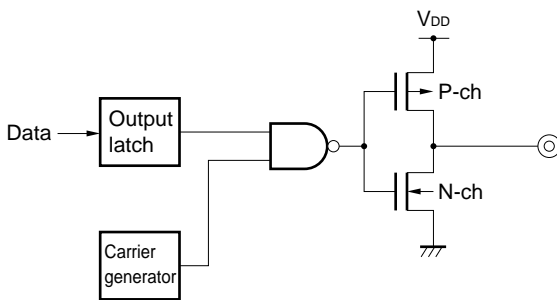 VDD
P-ch
Data
Output
latch
N-ch
Carrier
generator